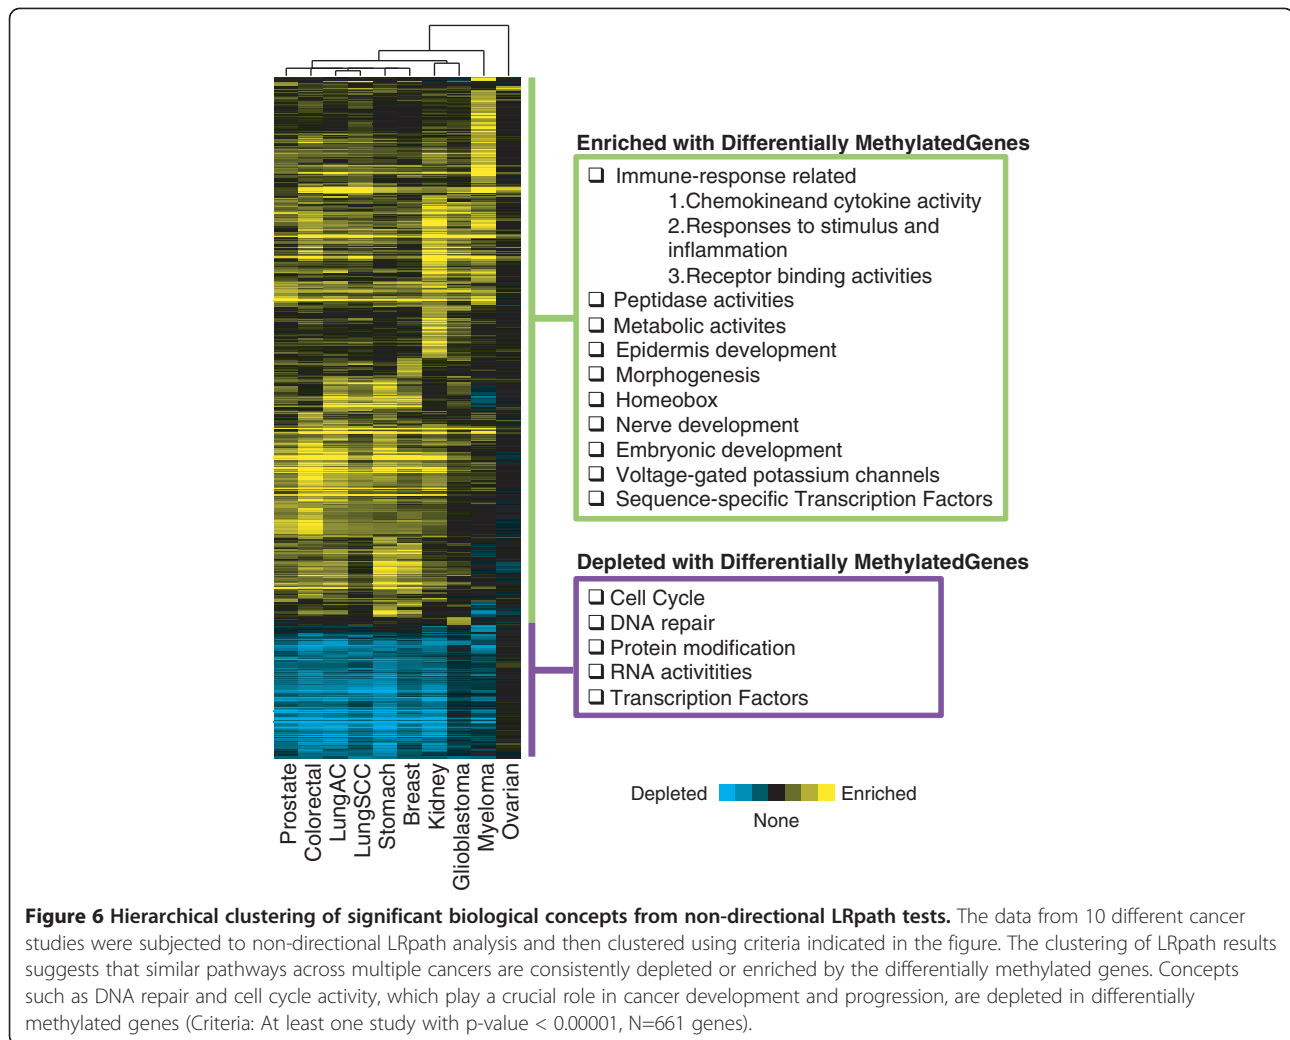 Enriched with Differentially MethylatedGenes
❑ Immune-response related
1.Chemokineand cytokine activity
2.Responses to stimulus and
inflammation
3.Receptor binding activities
❑ Peptidase activities
❑ Metabolic activites
❑ Epidermis development
❑ Morphogenesis
❑ Homeobox
❑ Nerve development
❑ Embryonic development
❑ Voltage-gated potassium channels
❑ Sequence-specific Transcription Factors
Depleted with Differentially MethylatedGenes
❑ Cell Cycle
❑ DNA repair
❑ Protein modification
❑ RNA activitities
❑ Transcription Factors
Prostate
Colorectal
LungAC
LungSCC
Stomach
Breast
Kidney
Glioblastoma
Myeloma
Ovarian
Depleted Enriched
None
Figure 6 Hierarchical clustering of significant biological concepts from non-directional LRpath tests. The data from 10 different cancer
studies were subjected to non-directional LRpath analysis and then clustered using criteria indicated in the figure. The clustering of LRpath results
suggests that similar pathways across multiple cancers are consistently depleted or enriched by the differentially methylated genes. Concepts
such as DNA repair and cell cycle activity, which play a crucial role in cancer development and progression, are depleted in differentially
methylated genes (Criteria: At least one study with p-value < 0.00001, N=661 genes).